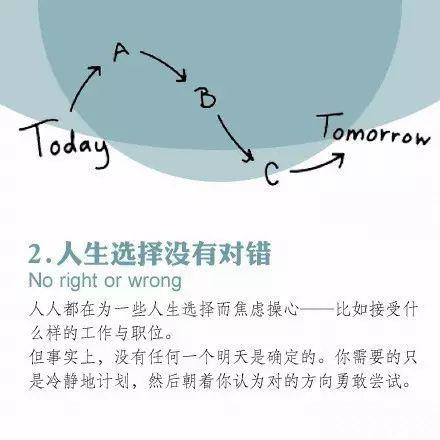 A
B
Today
Tomorrow
C
2.人生选择没有对错
No right or wrong
人人都在为一些人生选择而焦虑操心——比如接受什
么样的工作与职位。
但事实上，没有任何一个明天是确定的。你需要的只
是冷静地计划，然后朝着你认为对的方向勇敢尝试。